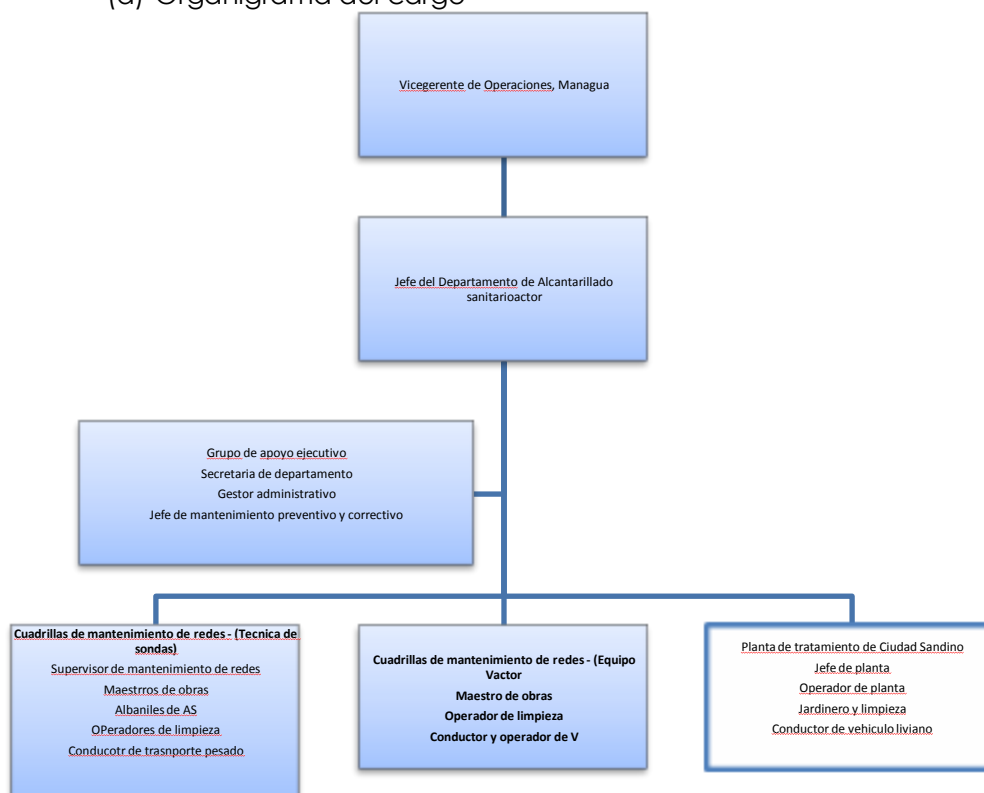 (a) Organigrama del cargo
Vicegerente de Operaciones, Managua
Jefe del Departamento de Alcantarillado
sanitarioactor
Grupo de apoyo ejecutivo
Secretaria de departamento
Gestor administrativo
Jefe de mantenimiento preventivo y correctivo
Cuadrillas de mantenimiento de redes - (Tecnica de
sondas)
Supervisor de mantenimiento de redes
Maestrros de obras
Albaniles de AS
OPeradores de limpieza
Conducotr de trasnporte pesado
Cuadrillas de mantenimiento de redes - (Equipo
Vactor
Maestro de obras
Operador de limpieza
Conductor y operador de V
Planta de tratamiento de Ciudad Sandino
Jefe de planta
Operador de planta
Jardinero y limpieza
Conductor de vehiculo liviano